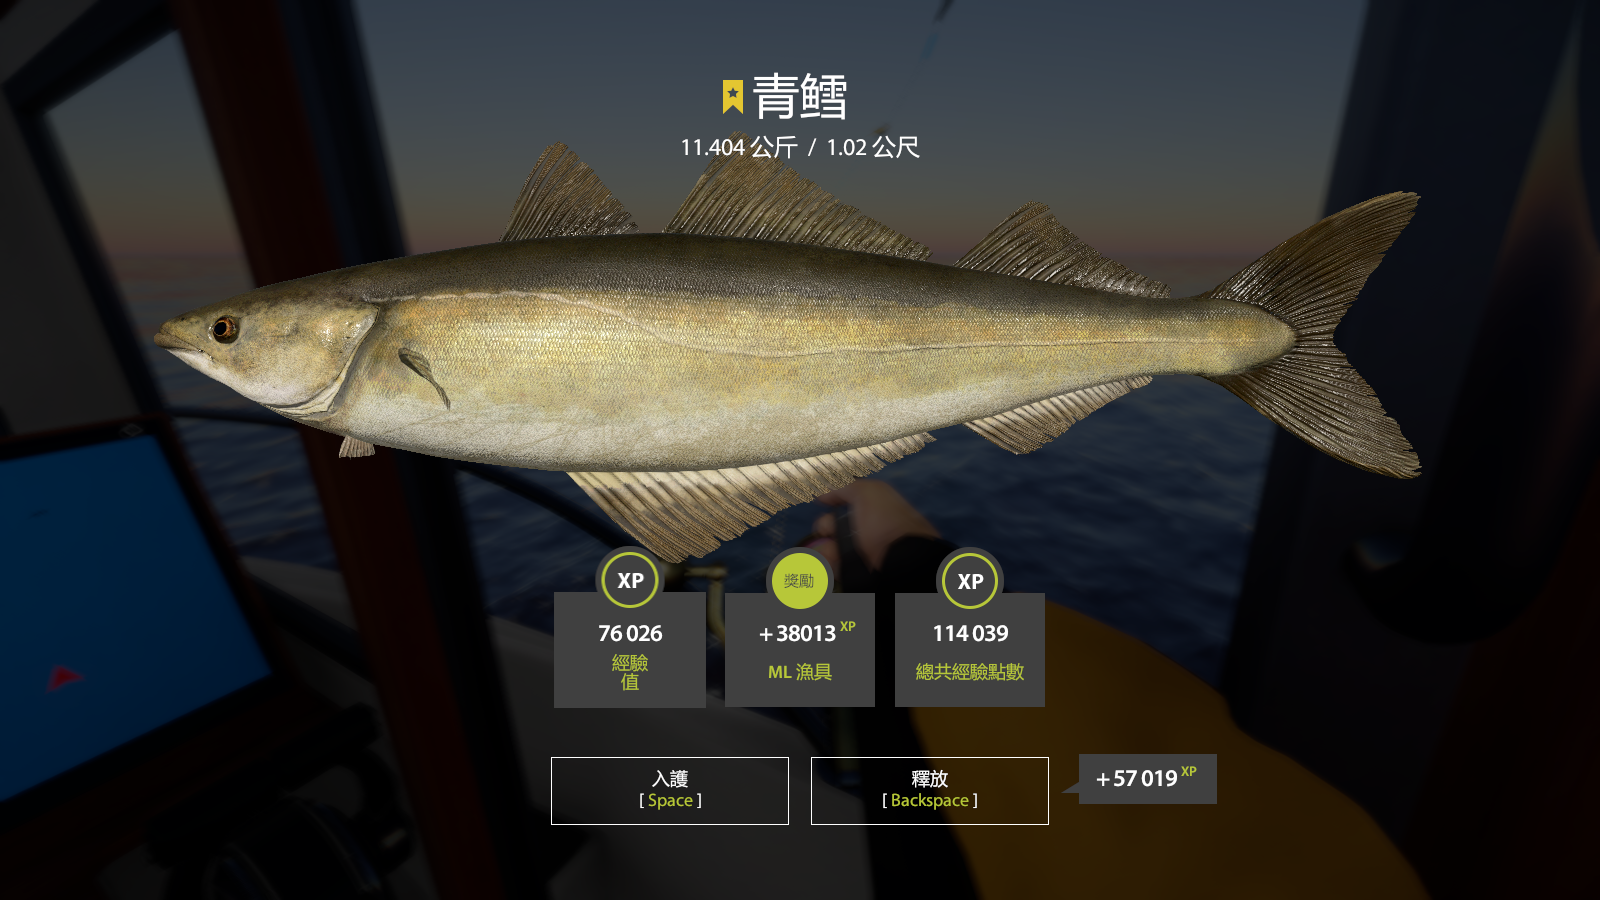 青鳕
11.404 公斤 / 1.02 公尺
XP
76 026
經驗
值
獎勵
+ 38013 XP
ML 漁具
XP
114 039
總共經驗點數
入護
[ Space ]
釋放
[ Backspace ]
+ 57 019 XP